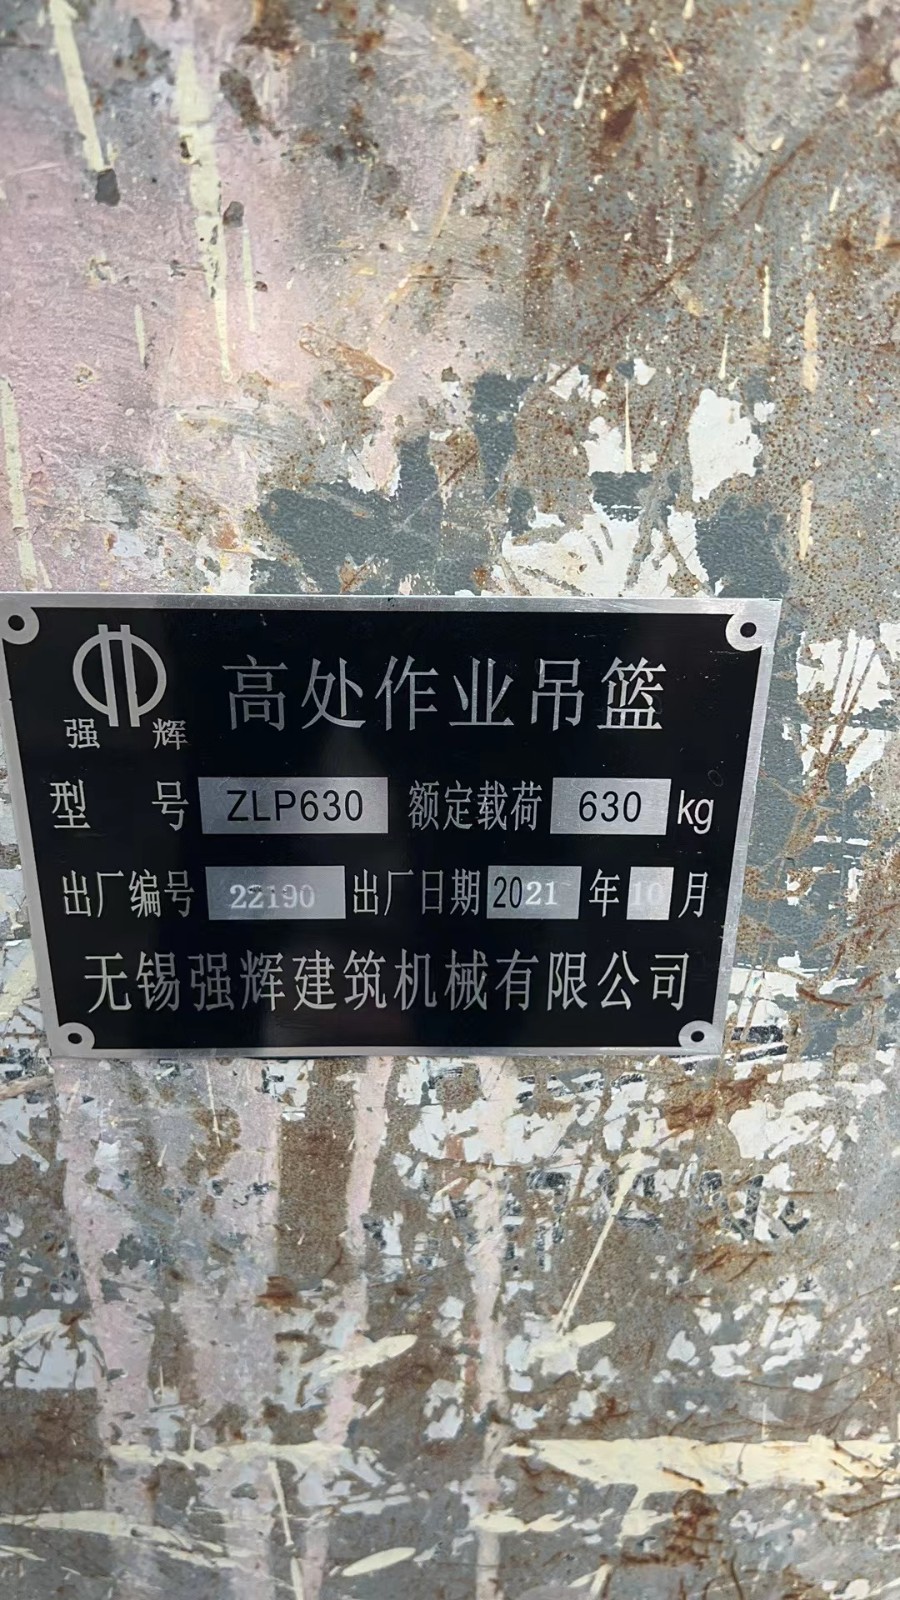 强辉
高处作业吊篮
型号 ZLP630 额定载荷 630 kg
出厂编号 22190 出厂日期 2021 年 10 月
无锡强辉建筑机械有限公司